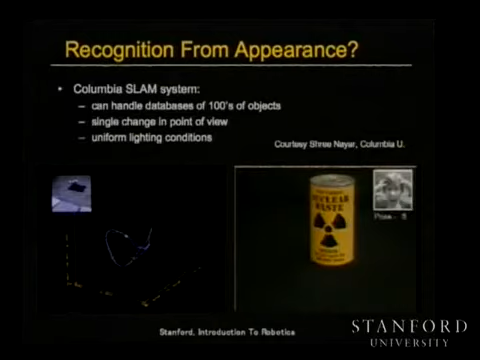 Recognition From Appearance?
• Columbia SLAM system:
– can handle databases of 100's of objects
– single change in point of view
– uniform lighting conditions
Courtesy Shree Nayar, Columbia U.
NUCLEAR
WASTE
Stanford, Introduction To Robotics
STANFORD
UNIVERSITY